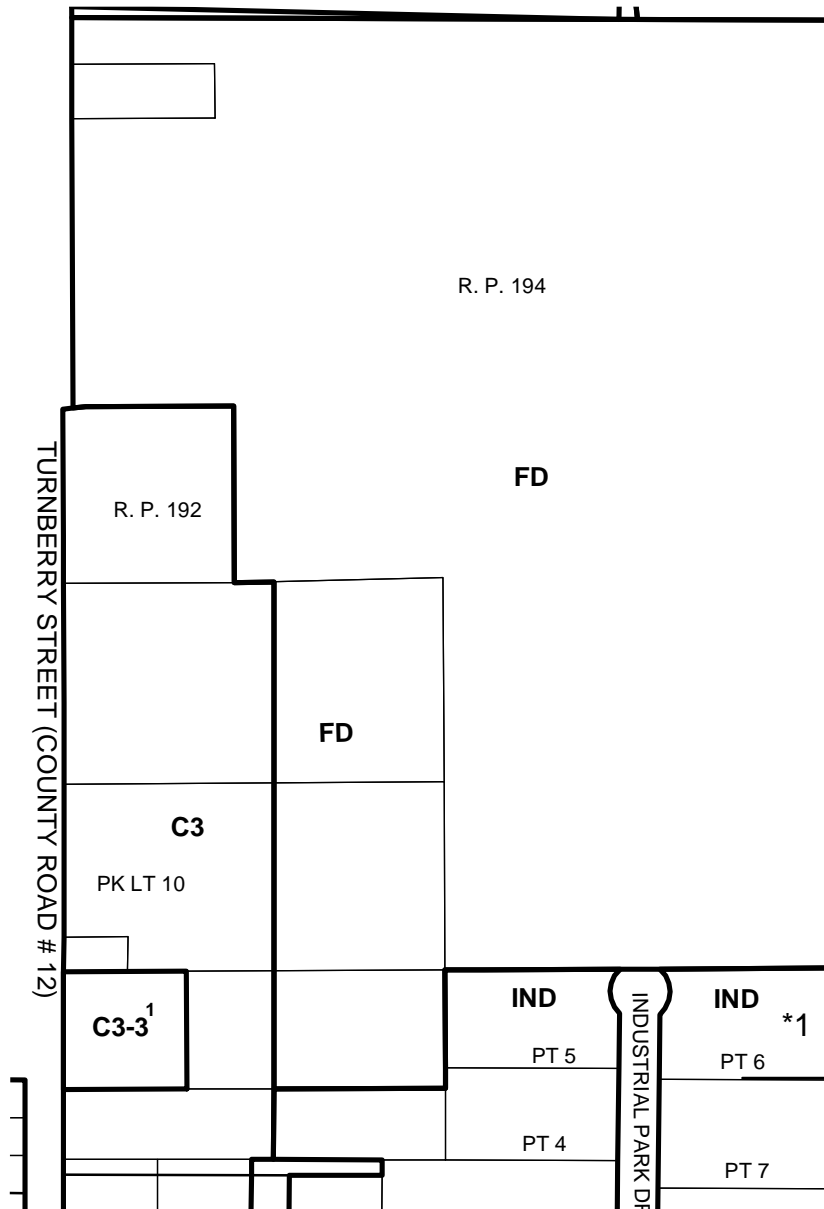 R. P. 194
FD
TURNBERRY STREET (COUNTY ROAD # 12)
R. P. 192
FD
C3
PK LT 10
C3-3¹
IND
INDUSTRIAL PARK
IND
*1
PT 5
PT 6
PT 4
PT 7